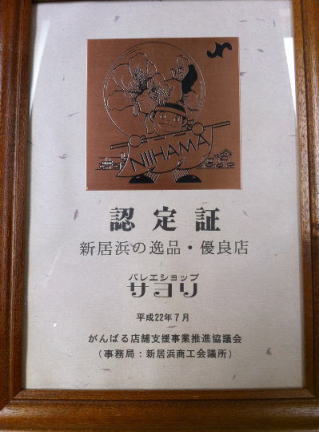 NIIHAMA
認定証
新居浜の逸品・優良店
バレエショップ
サヨリ
平成22年7月
がんばる店舗支援事業推進協議会
(事務局:新居浜商工会議所)